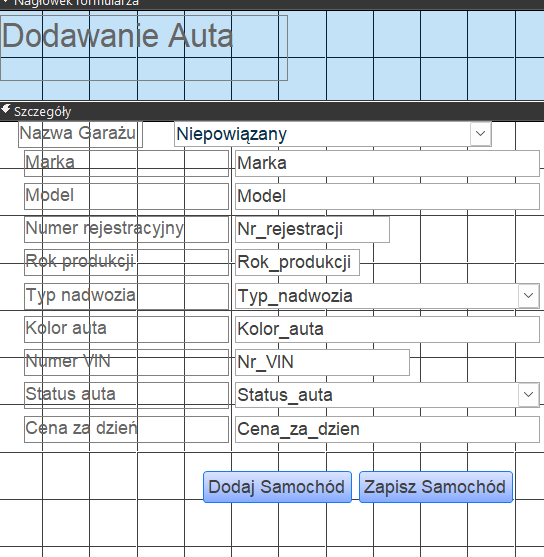 Nagłówek formularza
Dodawanie Auta
Szczegóły
Nazwa Garażu Niepowiązany
Marka Marka
Model Model
Numer rejestracyjny Nr_rejestracji
Rok produkcji Rok_produkcji
Typ nadwozia Typ_nadwozia
Kolor auta Kolor_auta
Numer VIN Nr_VIN
Status auta Status_auta
Cena za dzień Cena_za_dzien
Dodaj Samochód Zapisz Samochód